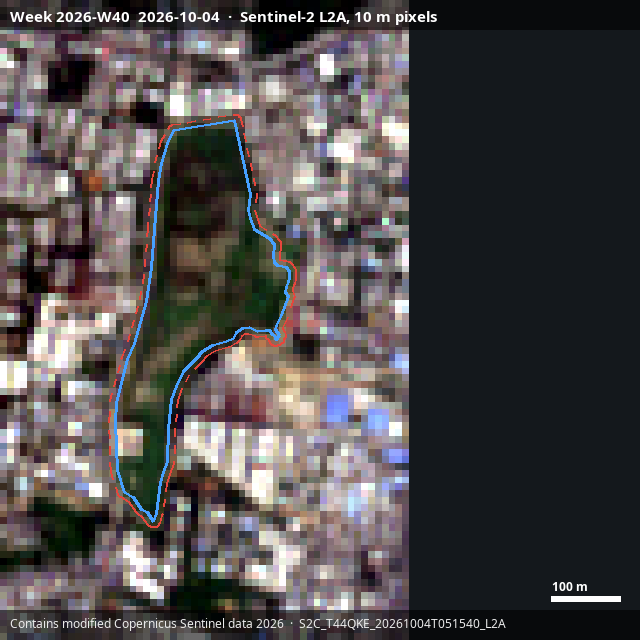 Week 2026-W40  2026-10-04  ·  Sentinel-2 L2A, 10 m pixels
100 m
Contains modified Copernicus Sentinel data 2026  ·  S2C_T44QKE_20261004T051540_L2A